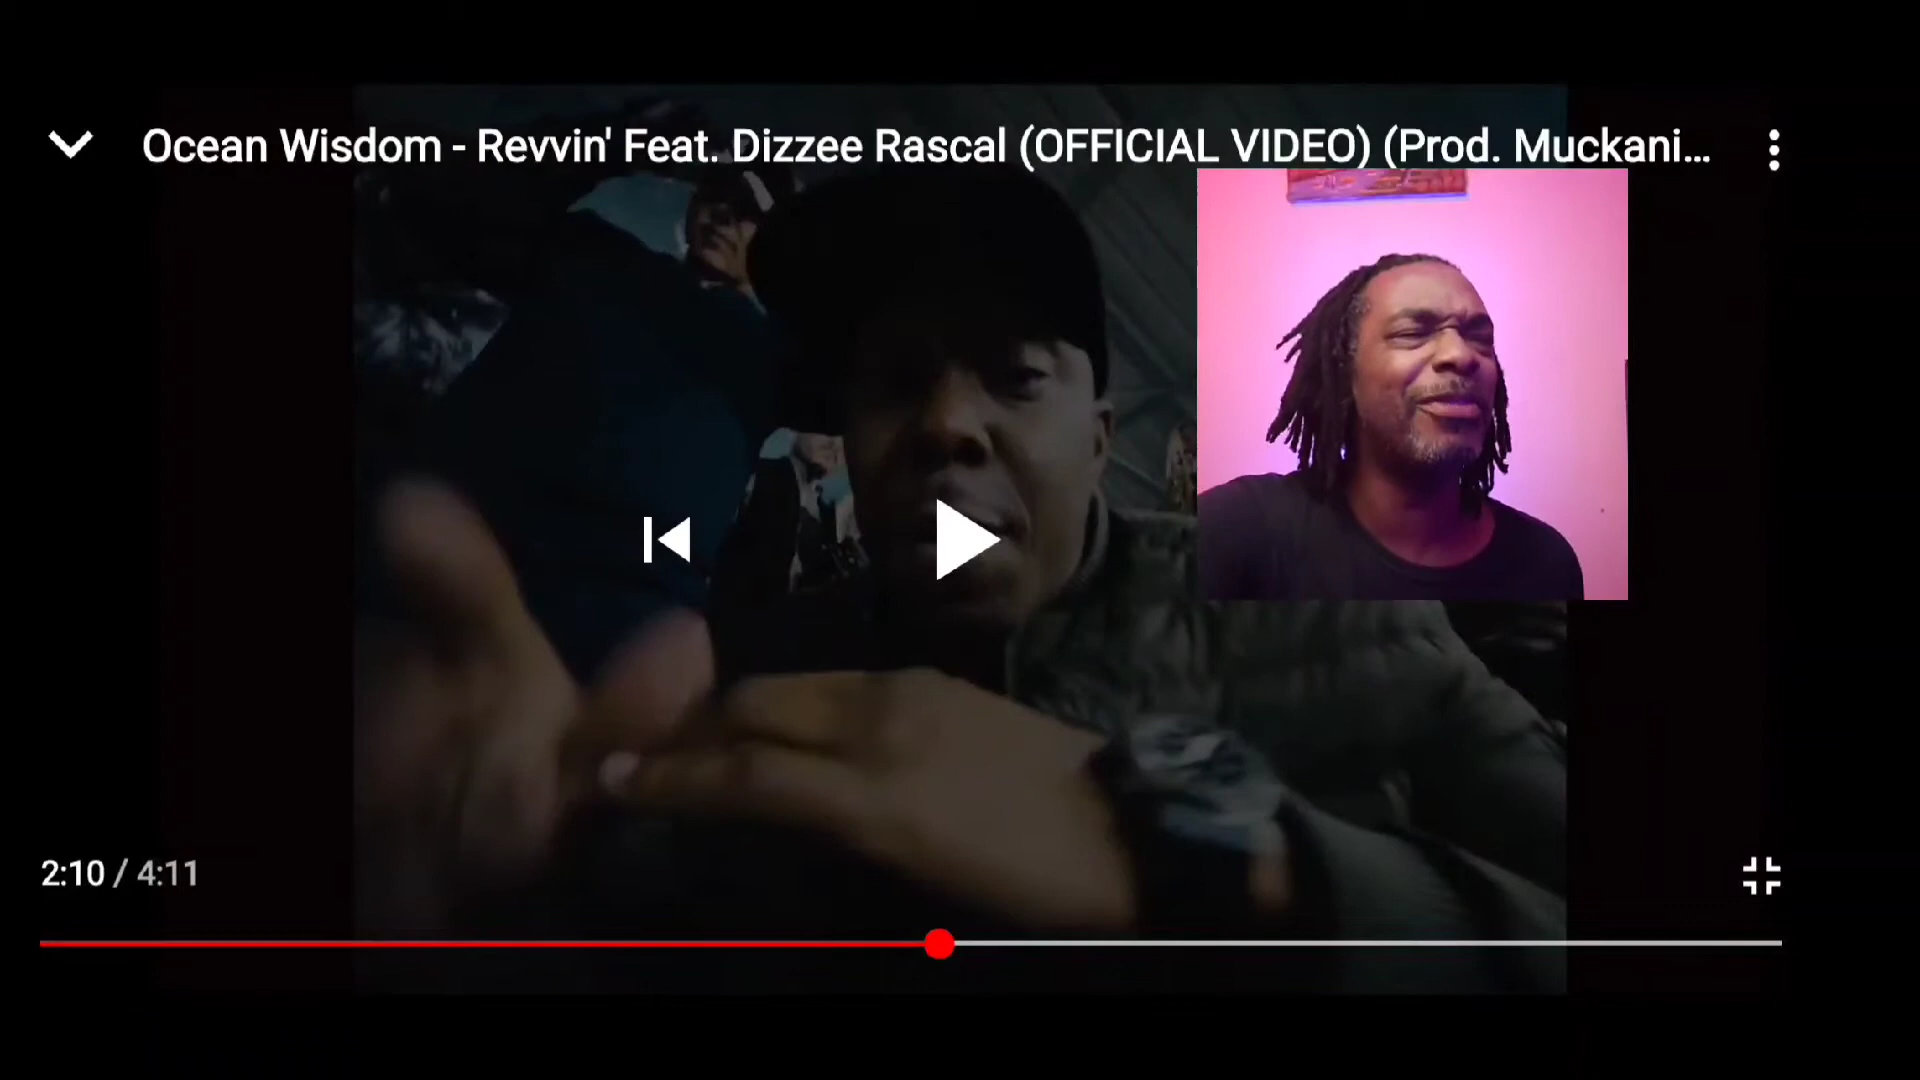 Ocean Wisdom - Revvin' Feat. Dizzee Rascal (OFFICIAL VIDEO) (Prod. Muckani...
2:10 / 4:11